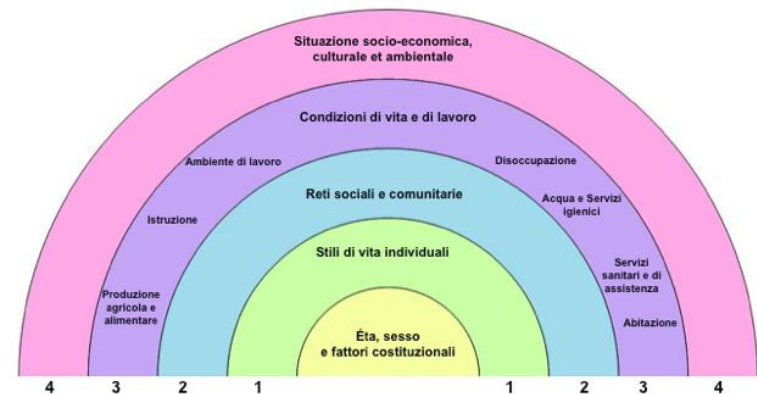 Situazione socio-economica,
culturale et ambientale
Condizioni di vita e di lavoro
Ambiente di lavoro
Disoccupazione
Reti sociali e comunitarie
Acqua e Servizi
igienici
Istruzione
Stili di vita individuali
Servizi
sanitari e di
assistenza
Produzione
agricola e
alimentare
Abitazione
Éta, sesso
e fattori costituzionali
4 3 2 1 1 2 3 4